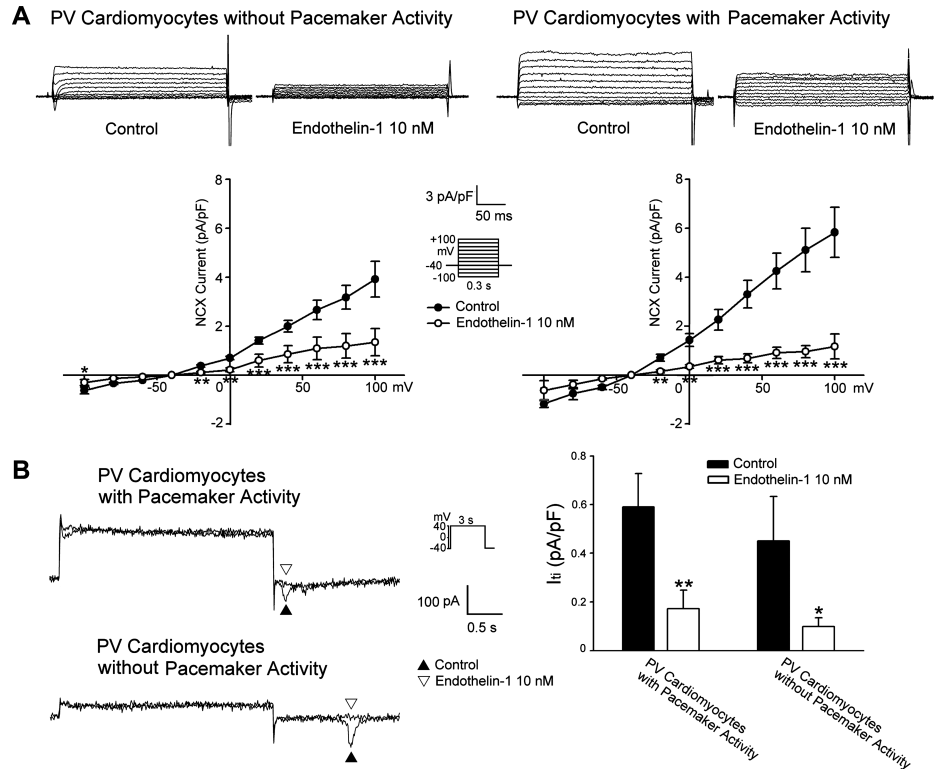 A
PV Cardiomyocytes without Pacemaker Activity
PV Cardiomyocytes with Pacemaker Activity
Control
Endothelin-1 10 nM
Control
Endothelin-1 10 nM
8
6
4
2
-2
NCX Current (pA/pF)
-50
0
50
100 mV
*
**
**
***
***
***
***
***
3 pA/pF
50 ms
+100
mV
-40
-100
0.3 s
Control
Endothelin-1 10 nM
8
6
4
2
-2
NCX Current (pA/pF)
-50
0
50
100 mV
**
**
***
***
***
***
***
B
PV Cardiomyocytes
with Pacemaker Activity
mV
40
0
-40
3 s
100 pA
0.5 s
PV Cardiomyocytes
without Pacemaker Activity
Control
Endothelin-1 10 nM
0.8
0.6
0.4
0.2
0
Iti (pA/pF)
Control
Endothelin-1 10 nM
**
*
PV Cardiomyocytes
with Pacemaker Activity
PV Cardiomyocytes
without Pacemaker Activity